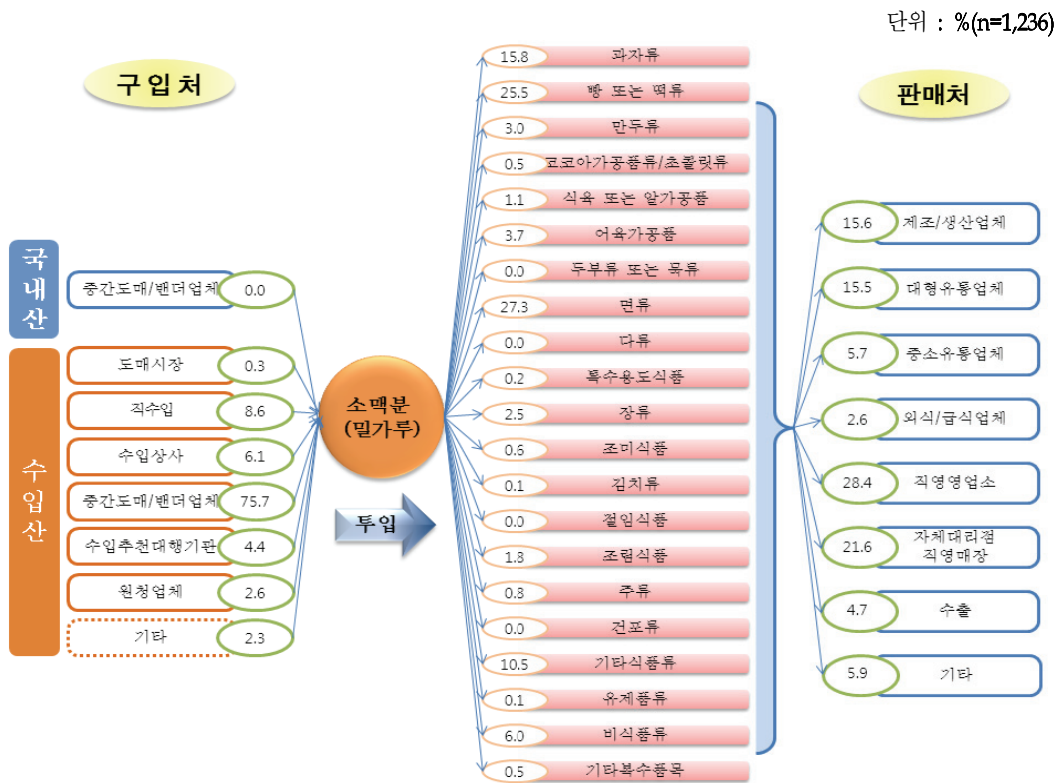 단위 : %(n=1,236)
구입처
판매처
국내산
중간도매/밴더업체 0.0
수입산
도매시장 0.3
직수입 8.6
수입상사 6.1
중간도매/밴더업체 75.7
수입추천대행기관 4.4
원청업체 2.6
기타 2.3
소맥분
(밀가루)
투입
15.8 과자류
25.5 빵 또는 떡류
3.0 만두류
0.5 코코아가공품류/초콜릿류
1.1 식육 또는 알가공품
3.7 어육가공품
0.0 두부류 또는 묵류
27.3 면류
0.0 다류
0.2 특수용도식품
2.5 장류
0.6 조미식품
0.1 김치류
0.0 절임식품
1.8 조림식품
0.8 주류
0.0 건포류
10.5 기타식품류
0.1 유제품류
6.0 비식품류
0.5 기타복수품목
15.6 제조/생산업체
15.5 대형유통업체
5.7 중소유통업체
2.6 외식/급식업체
28.4 직영영업소
21.6 자체대리점
직영매장
4.7 수출
5.9 기타